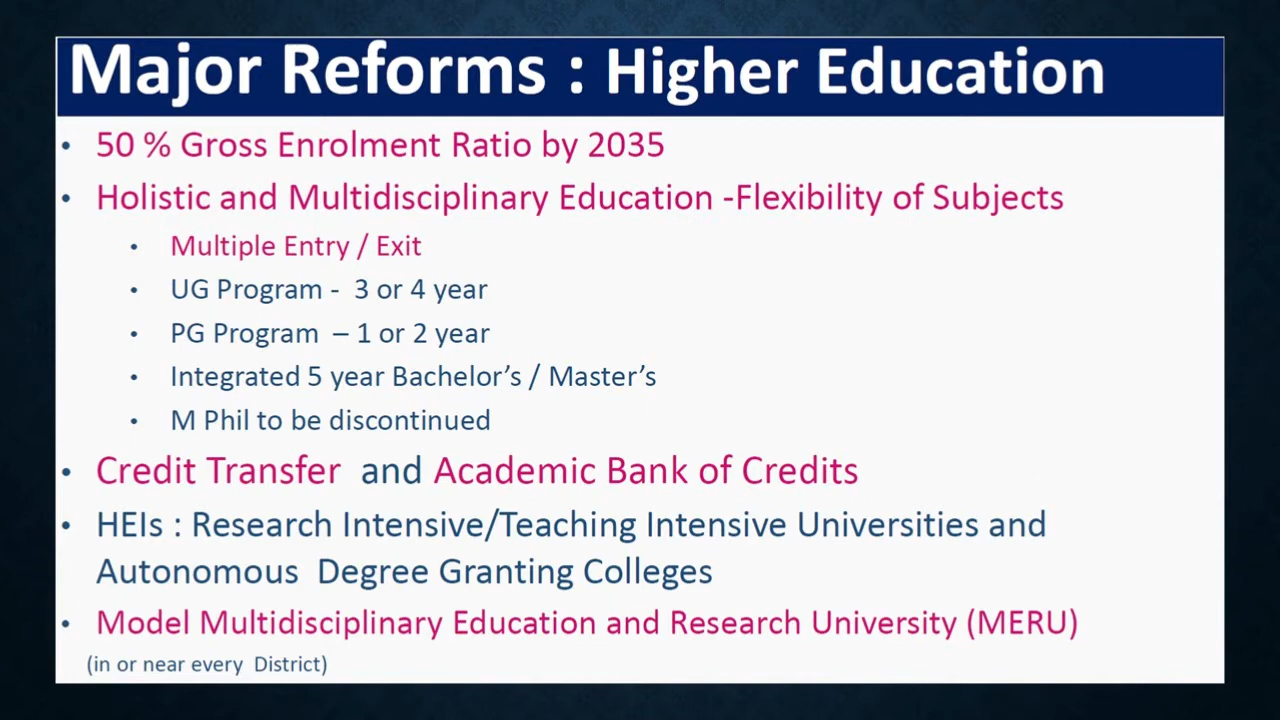 Major Reforms : Higher Education
• 50 % Gross Enrolment Ratio by 2035
• Holistic and Multidisciplinary Education -Flexibility of Subjects
• Multiple Entry / Exit
• UG Program - 3 or 4 year
• PG Program – 1 or 2 year
• Integrated 5 year Bachelor’s / Master’s
• M Phil to be discontinued
• Credit Transfer and Academic Bank of Credits
• HEIs : Research Intensive/Teaching Intensive Universities and
Autonomous Degree Granting Colleges
• Model Multidisciplinary Education and Research University (MERU)
(in or near every District)